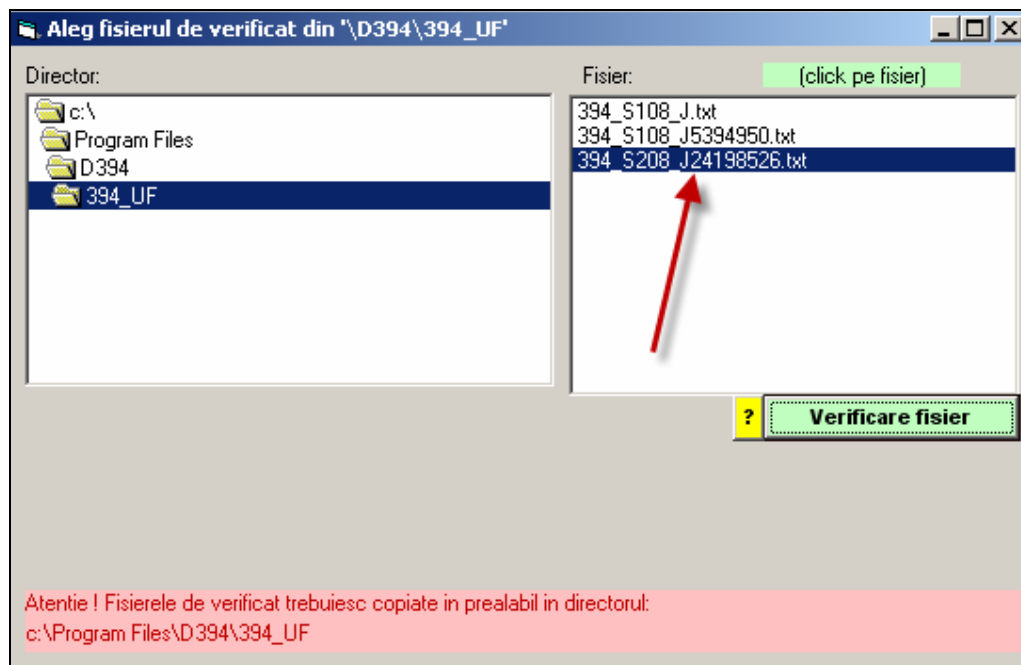 Aleg fisierul de verificat din '\D394\394_UF'
Director:
Fisier:
(click pe fisier)
c:\
Program Files
D394
394_UF
394_S108_J.txt
394_S108_J5394950.txt
394_S208_J24198526.txt
?
Verificare fisier
Atentie ! Fisierele de verificat trebuiesc copiate in prealabil in directorul:
c:\Program Files\D394\394_UF